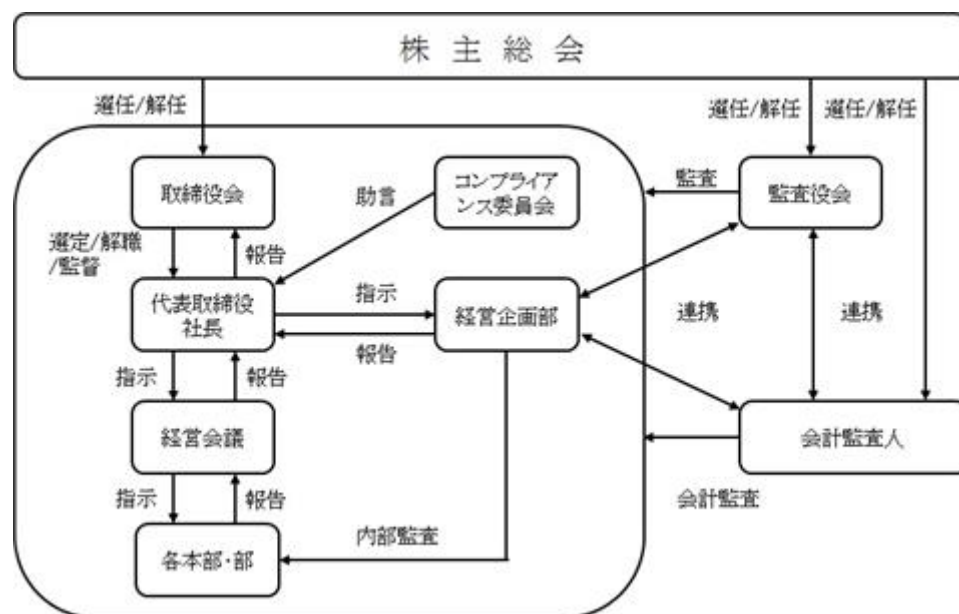 株主総会
選任/解任
選任/解任
選任/解任
取締役会
助言
コンプライア
ンス委員会
監査
監査役会
選定/解職
/監督
報告
代表取締役
社長
指示
報告
経営企画部
連携
連携
指示
報告
経営会議
会計監査人
会計監査
指示
報告
内部監査
各本部・部